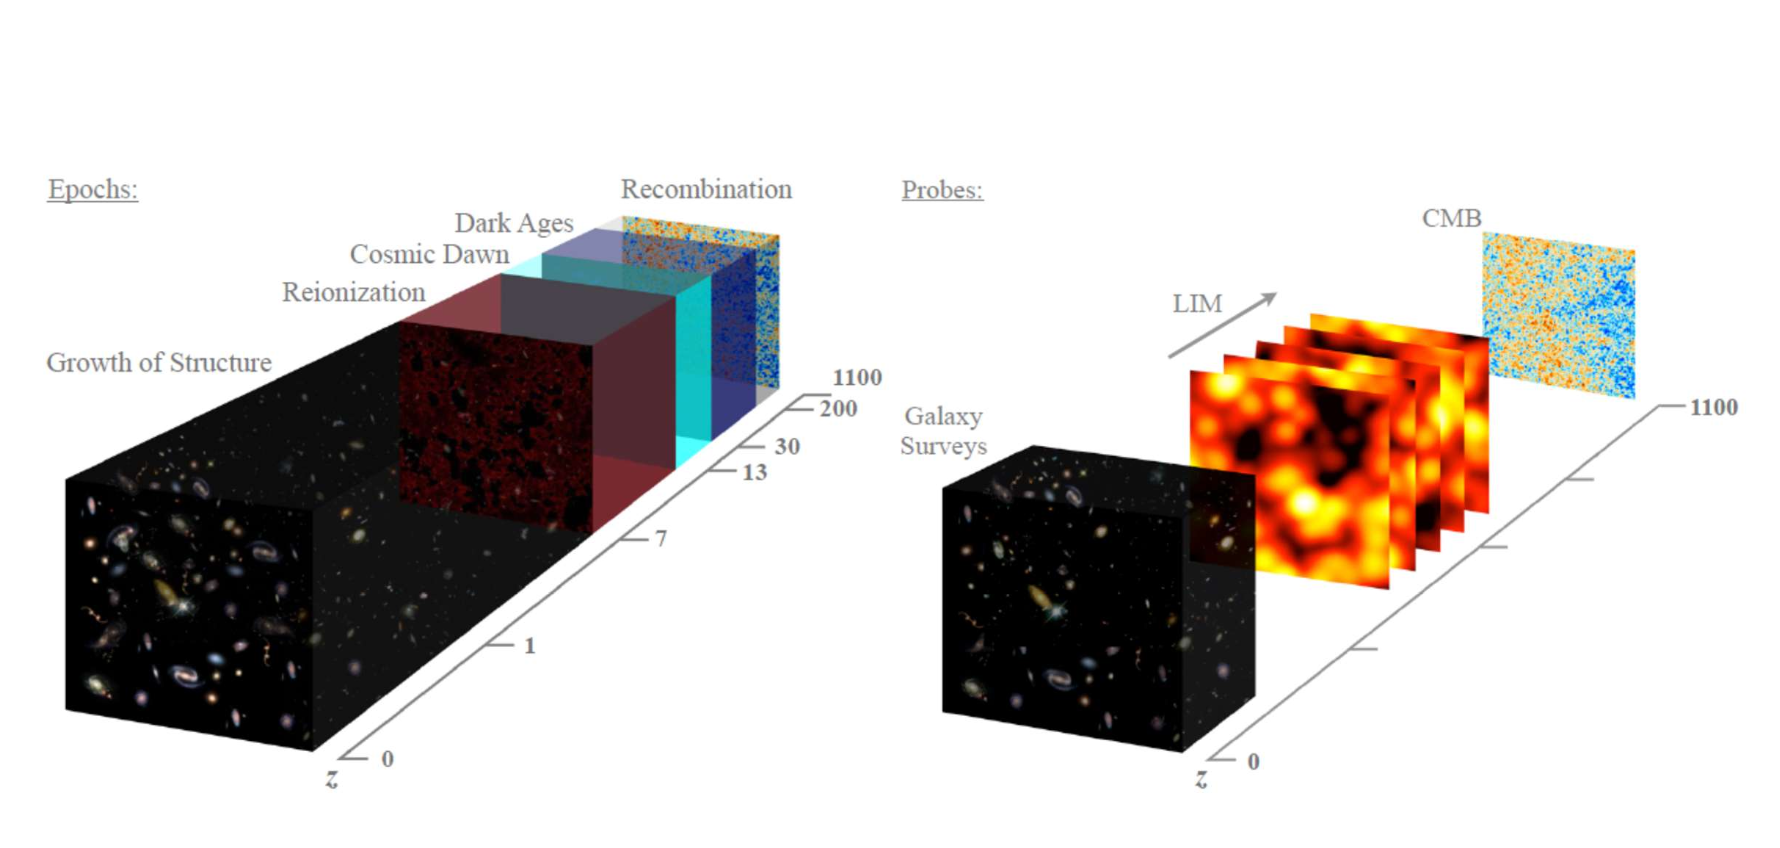 Epochs:
Recombination
Dark Ages
Cosmic Dawn
Reionization
Growth of Structure
1100
200
30
13
7
1
0
z
Probes:
CMB
LIM
Galaxy
Surveys
1100
0
z